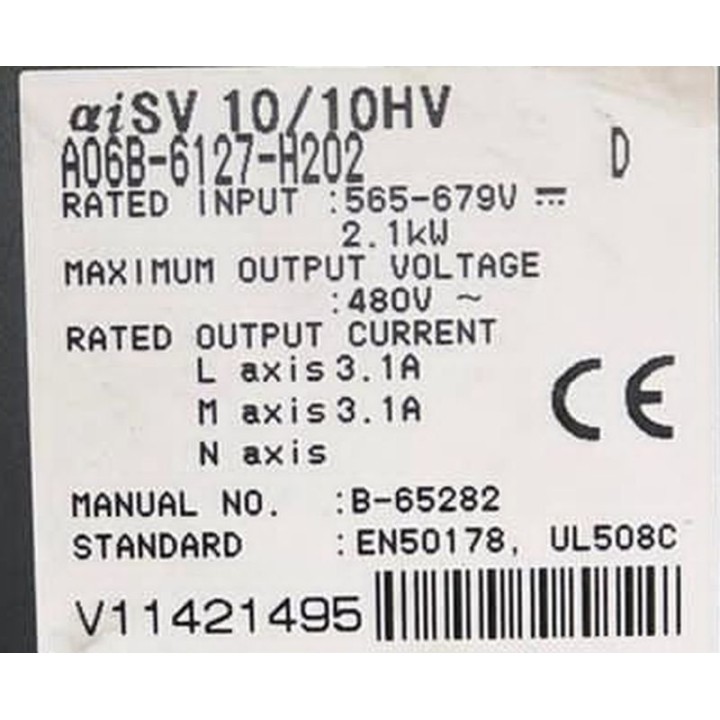 αiSV 10/10HV
A06B-6127-H202 D
RATED INPUT :565-679V ⎓
2.1kW
MAXIMUM OUTPUT VOLTAGE
:480V ~
RATED OUTPUT CURRENT
L axis 3.1A
M axis 3.1A
N axis
CE
MANUAL NO. :B-65282
STANDARD :EN50178, UL508C
V11421495